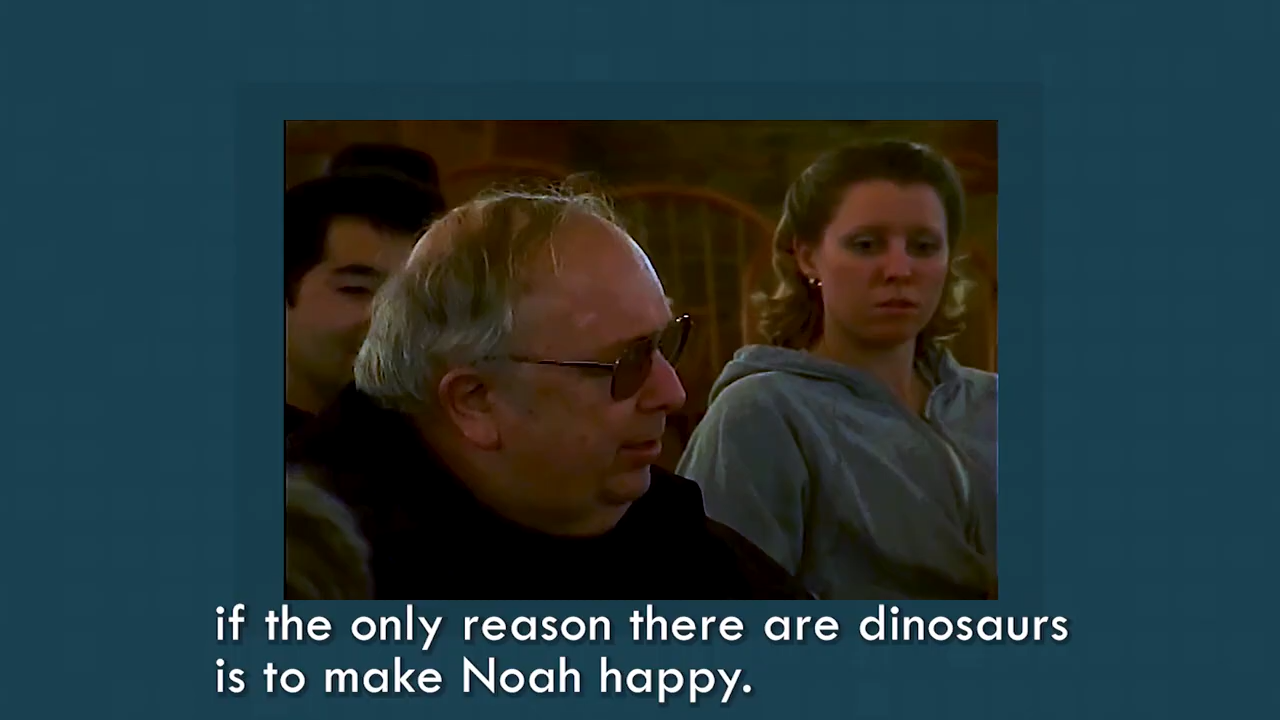 if the only reason there are dinosaurs
is to make Noah happy.